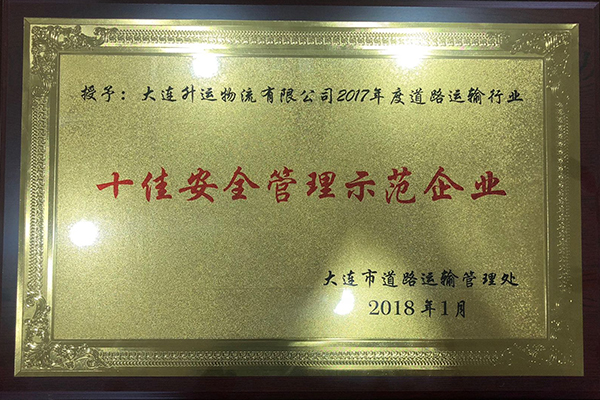 授予：大连升运物流有限公司2017年度道路运输行业
十佳安全管理示范企业
大连市道路运输管理处
2018年1月